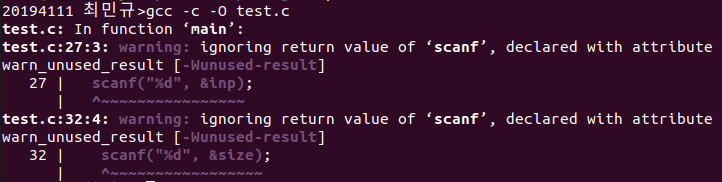 20194111 최민규>gcc -c -O test.c
test.c: In function ‘main’:
test.c:27:3: warning: ignoring return value of ‘scanf’, declared with attribute
warn_unused_result [-Wunused-result]
   27 |   scanf("%d", &inp);
      |   ^~~~~~~~~~~~~~~~~
test.c:32:4: warning: ignoring return value of ‘scanf’, declared with attribute
warn_unused_result [-Wunused-result]
   32 |    scanf("%d", &size);
      |    ^~~~~~~~~~~~~~~~~~